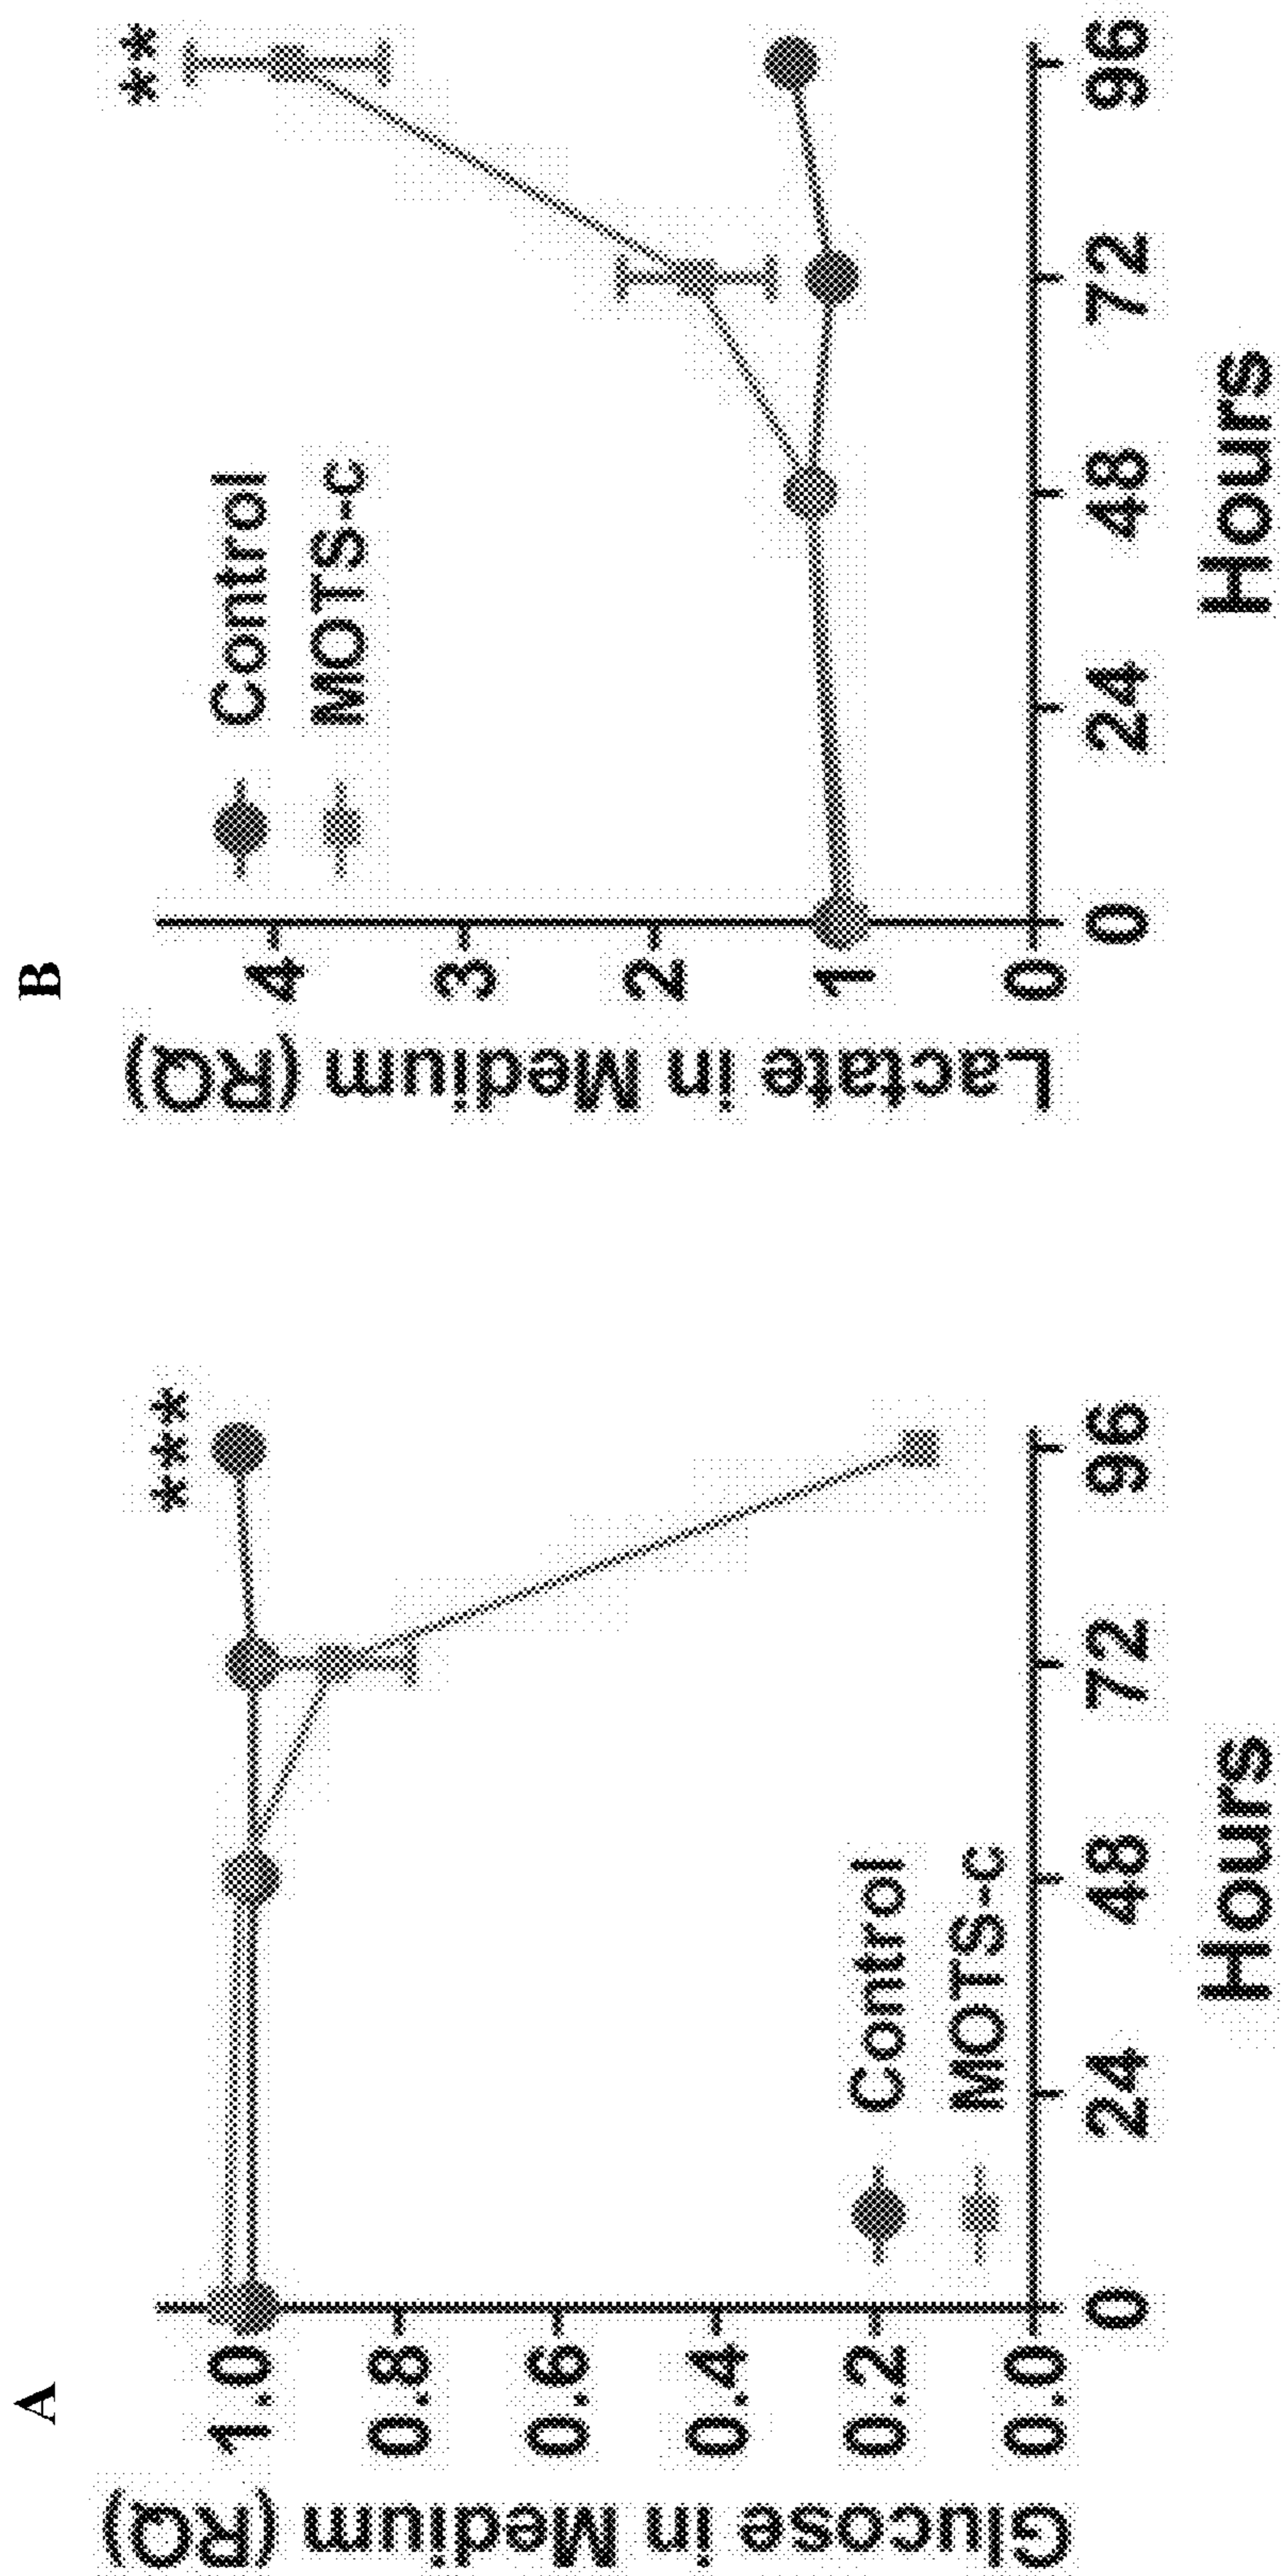 A
Glucose in Medium (RQ)
1.0
0.8
0.6
0.4
0.2
0.0
***
Control
MOTS-c
0 24 48 72 96
Hours
B
Lactate in Medium (RQ)
4
3
2
1
0
**
Control
MOTS-c
0 24 48 72 96
Hours